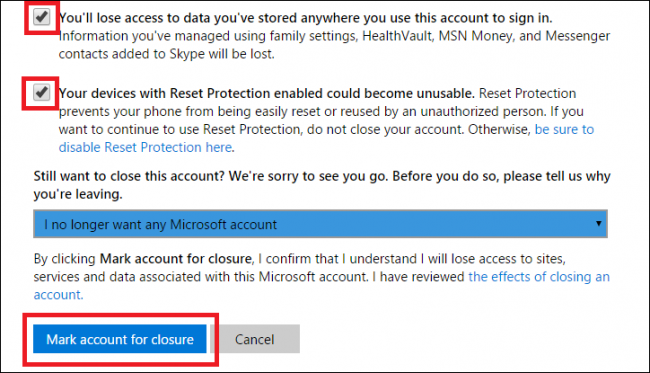 You'll lose access to data you've stored anywhere you use this account to sign in.
Information you've managed using family settings, HealthVault, MSN Money, and Messenger
contacts added to Skype will be lost.
Your devices with Reset Protection enabled could become unusable. Reset Protection
prevents your phone from being easily reset or reused by an unauthorized person. If you
want to continue to use Reset Protection, do not close your account. Otherwise, be sure to
disable Reset Protection here.
Still want to close this account? We're sorry to see you go. Before you do so, please tell us why
you're leaving.
I no longer want any Microsoft account
By clicking Mark account for closure, I confirm that I understand I will lose access to sites,
services and data associated with this Microsoft account. I have reviewed the effects of closing an
account.
Mark account for closure
Cancel